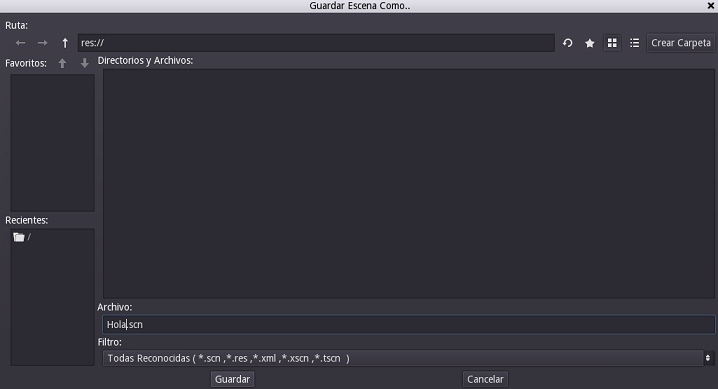 Guardar Escena Como..
Ruta:
res://
Crear Carpeta
Favoritos:
Directorios y Archivos:
Recientes:
/
Archivo:
Hola.scn
Filtro:
Todas Reconocidas ( *.scn ,*.res ,*.xml ,*.xscn ,*.tscn )
Guardar
Cancelar